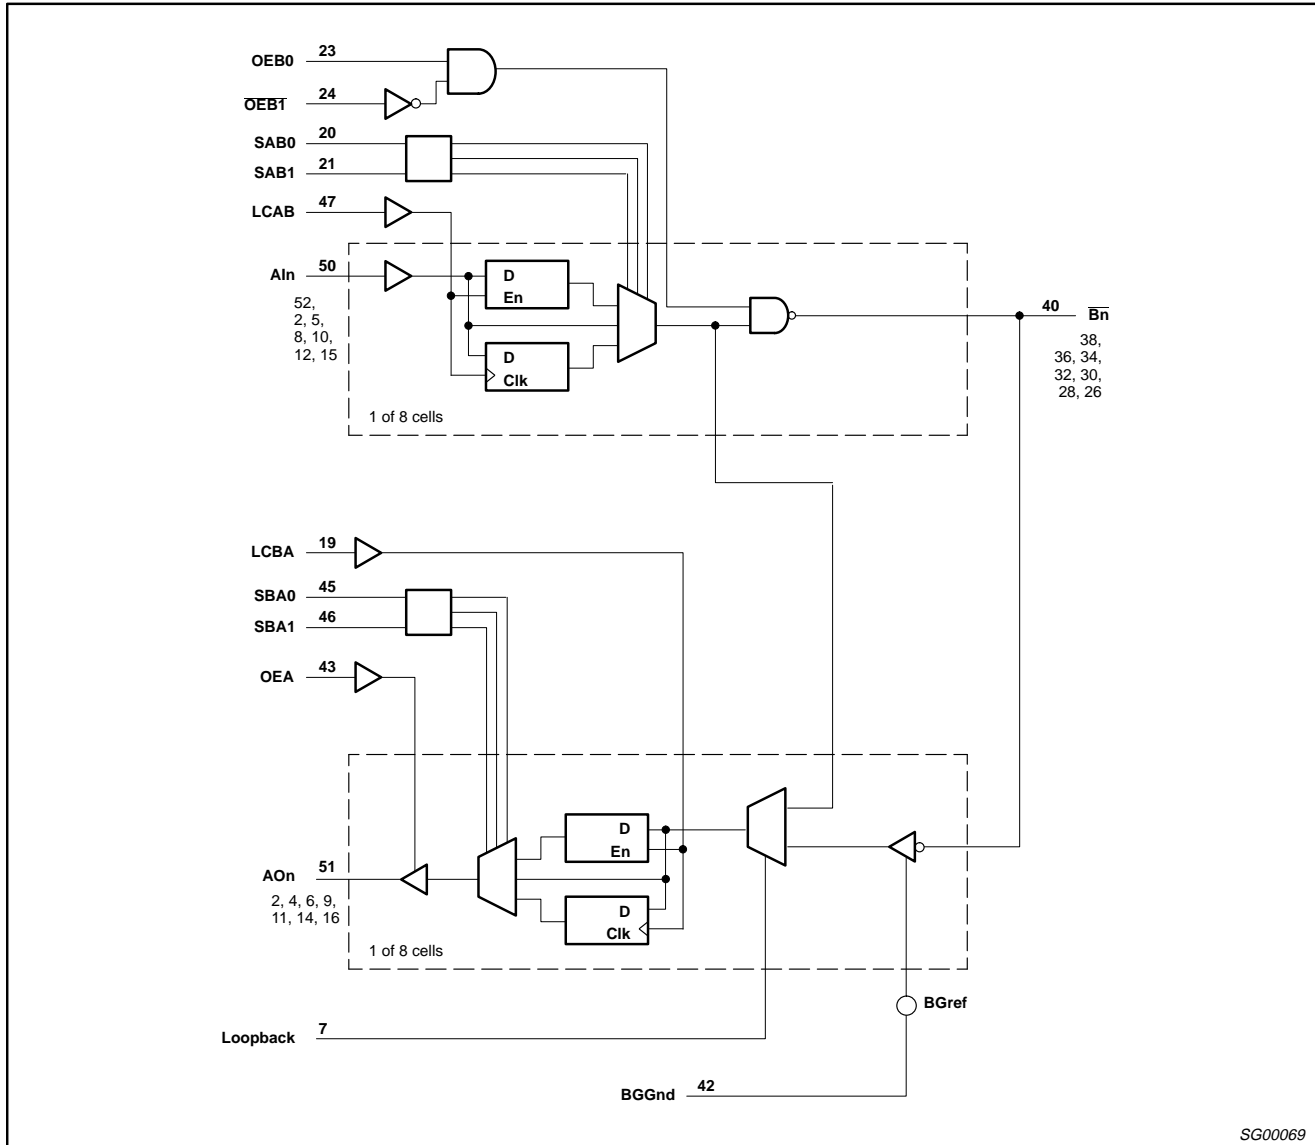 OEB0 23
OEB1 24
SAB0 20
SAB1 21
LCAB 47
AIn 50
52,
2, 5,
8, 10,
12, 15
D
En
D
Clk
1 of 8 cells
40 Bn
38,
36, 34,
32, 30,
28, 26
LCBA 19
SBA0 45
SBA1 46
OEA 43
D
En
D
Clk
AOn 51
2, 4, 6, 9,
11, 14, 16
1 of 8 cells
BGref
Loopback 7
BGGnd 42
SG00069